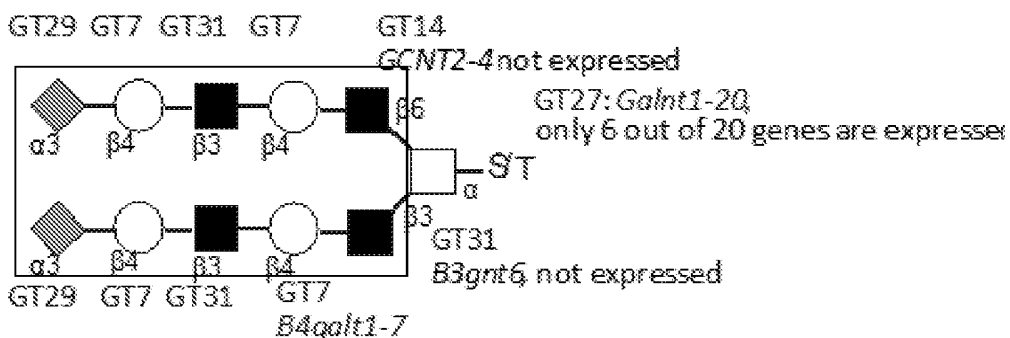 GT29 GT7 GT31 GT7 GT14
GCNT2-4 not expressed
GT27: Galnt1-20,
only 6 out of 20 genes are expresse
β6
α3 β4 β3 β4
S/T
α
β3
GT31
B3gnt6, not expressed
α3 β4 β3 β4
GT29 GT7 GT31 GT7
B4galt1-7